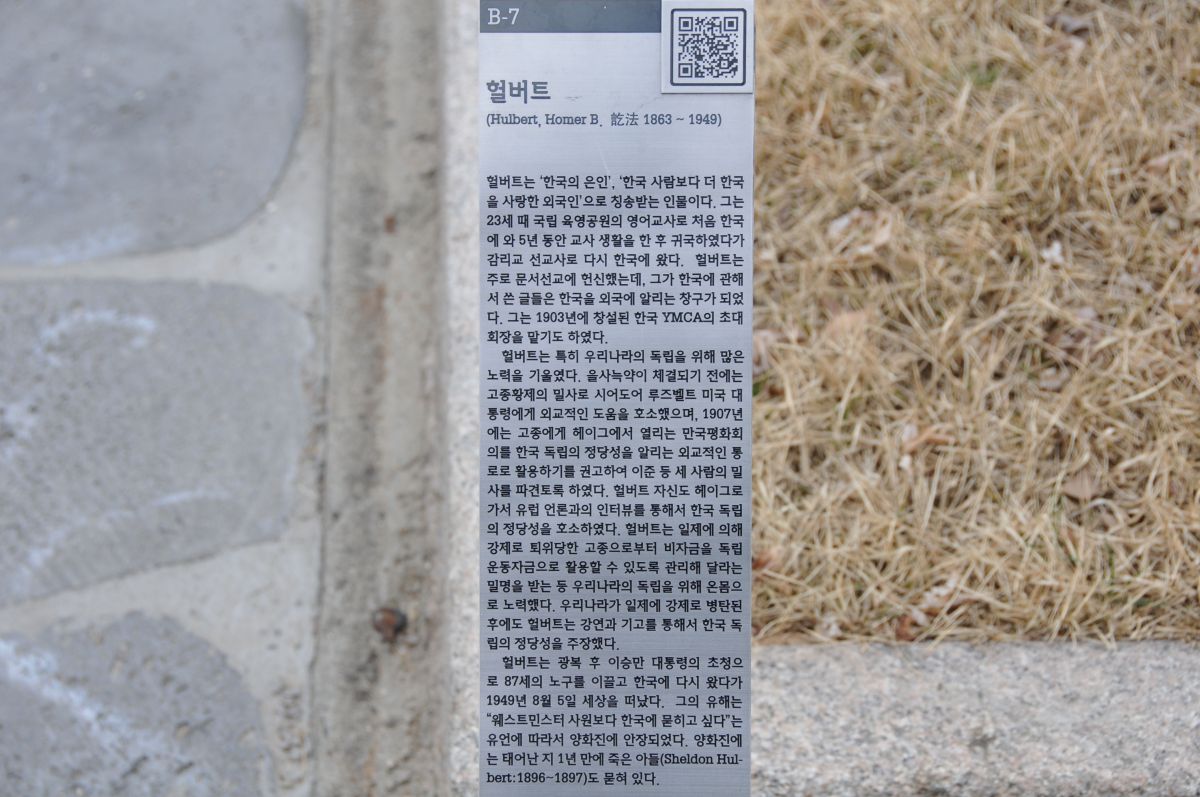 B-7
헐버트
(Hulbert, Homer B. 訖法 1863 ~ 1949)
헐버트는 ‘한국의 은인’, ‘한국 사람보다 더 한국
을 사랑한 외국인’으로 칭송받는 인물이다. 그는
23세 때 국립 육영공원의 영어교사로 처음 한국
에 와 5년 동안 교사 생활을 한 후 귀국하였다가
감리교 선교사로 다시 한국에 왔다. 헐버트는
주로 문서선교에 헌신했는데, 그가 한국에 관해
서 쓴 글들은 한국을 외국에 알리는 창구가 되었
다. 그는 1903년에 창설된 한국 YMCA의 초대
회장을 맡기도 하였다.
헐버트는 특히 우리나라의 독립을 위해 많은
노력을 기울였다. 을사늑약이 체결되기 전에는
고종황제의 밀사로 시어도어 루즈벨트 미국 대
통령에게 외교적인 도움을 호소했으며, 1907년
에는 고종에게 헤이그에서 열리는 만국평화회
의를 한국 독립의 정당성을 알리는 외교적인 통
로로 활용하기를 권고하여 이준 등 세 사람의 밀
사를 파견토록 하였다. 헐버트 자신도 헤이그로
가서 유럽 언론과의 인터뷰를 통해서 한국 독립
의 정당성을 호소하였다. 헐버트는 일제에 의해
강제로 퇴위당한 고종으로부터 비자금을 독립
운동자금으로 활용할 수 있도록 관리해 달라는
밀명을 받는 등 우리나라의 독립을 위해 온몸으
로 노력했다. 우리나라가 일제에 강제로 병탄된
후에도 헐버트는 강연과 기고를 통해서 한국 독
립의 정당성을 주장했다.
헐버트는 광복 후 이승만 대통령의 초청으
로 87세의 노구를 이끌고 한국에 다시 왔다가
1949년 8월 5일 세상을 떠났다. 그의 유해는
“웨스트민스터 사원보다 한국에 묻히고 싶다”는
유언에 따라서 양화진에 안장되었다. 양화진에
는 태어난 지 1년 만에 죽은 아들(Sheldon Hul-
bert:1896~1897)도 묻혀 있다.